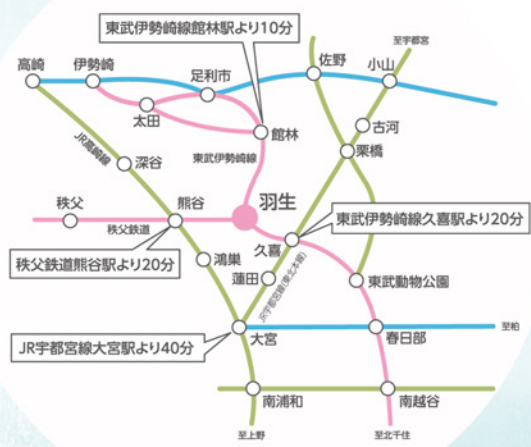 東武伊勢崎線館林駅より10分
至宇都宮
高崎
伊勢崎
足利市
佐野
小山
太田
館林
古河
栗橋
JR高崎線
東武伊勢崎線
深谷
秩父
熊谷
羽生
秩父鉄道
東武伊勢崎線久喜駅より20分
久喜
秩父鉄道熊谷駅より20分
鴻巣
蓮田
JR宇都宮線(東北本線)
東武動物公園
JR宇都宮線大宮駅より40分
大宮
春日部
至柏
南浦和
南越谷
至上野
至北千住